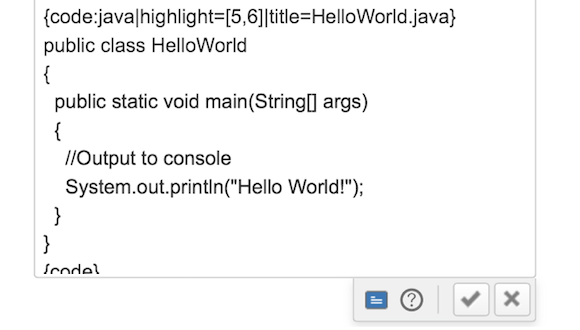 {code:java|highlight=[5,6]|title=HelloWorld.java}
public class HelloWorld
{
  public static void main(String[] args)
  {
    //Output to console
    System.out.println("Hello World!");
  }
}
{code}
?